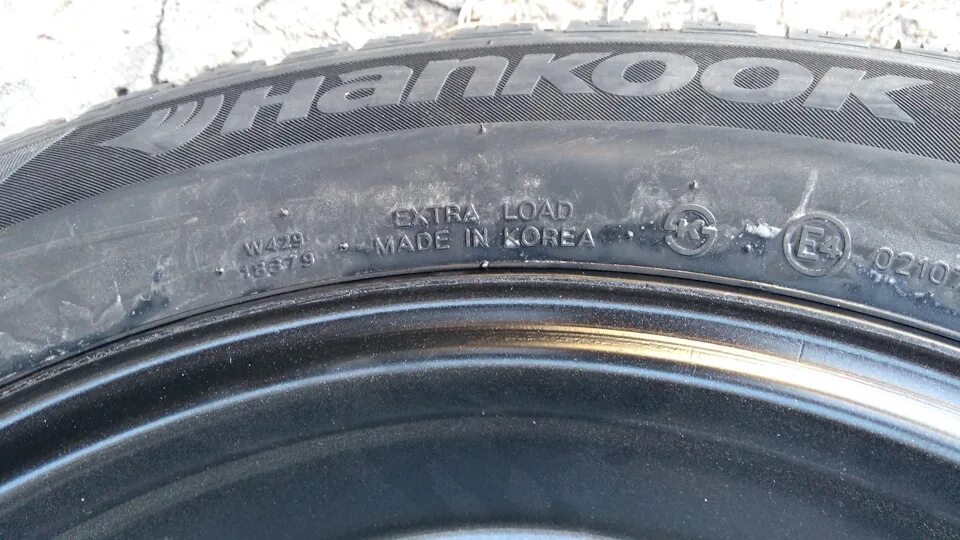 HANKOOK
EXTRA LOAD
MADE IN KOREA
W429
18379
K
E4
02107